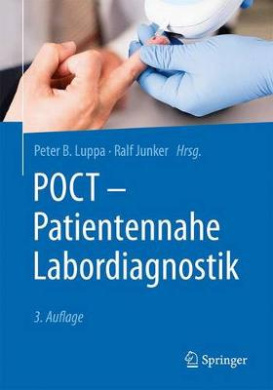 Peter B. Luppa · Ralf Junker Hrsg.
POCT –
Patientennahe
Labordiagnostik
3. Auflage
Springer